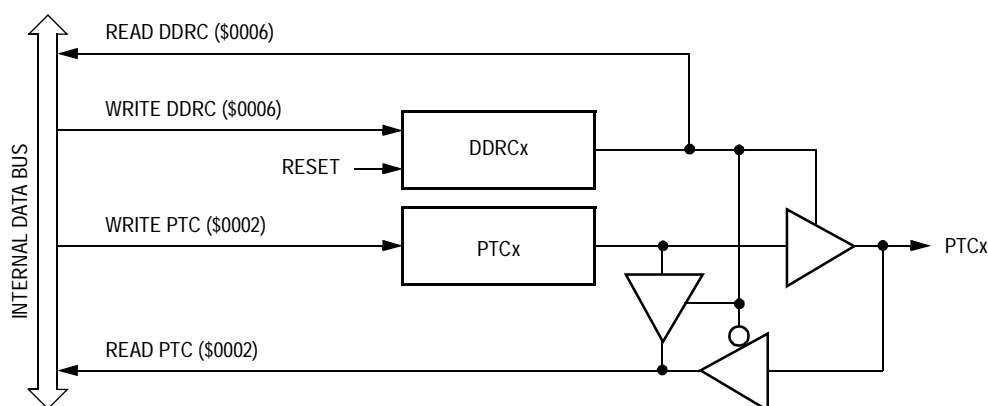 READ DDRC ($0006)
WRITE DDRC ($0006)
DDRCx
RESET
WRITE PTC ($0002)
PTCx
PTCx
READ PTC ($0002)
INTERNAL DATA BUS